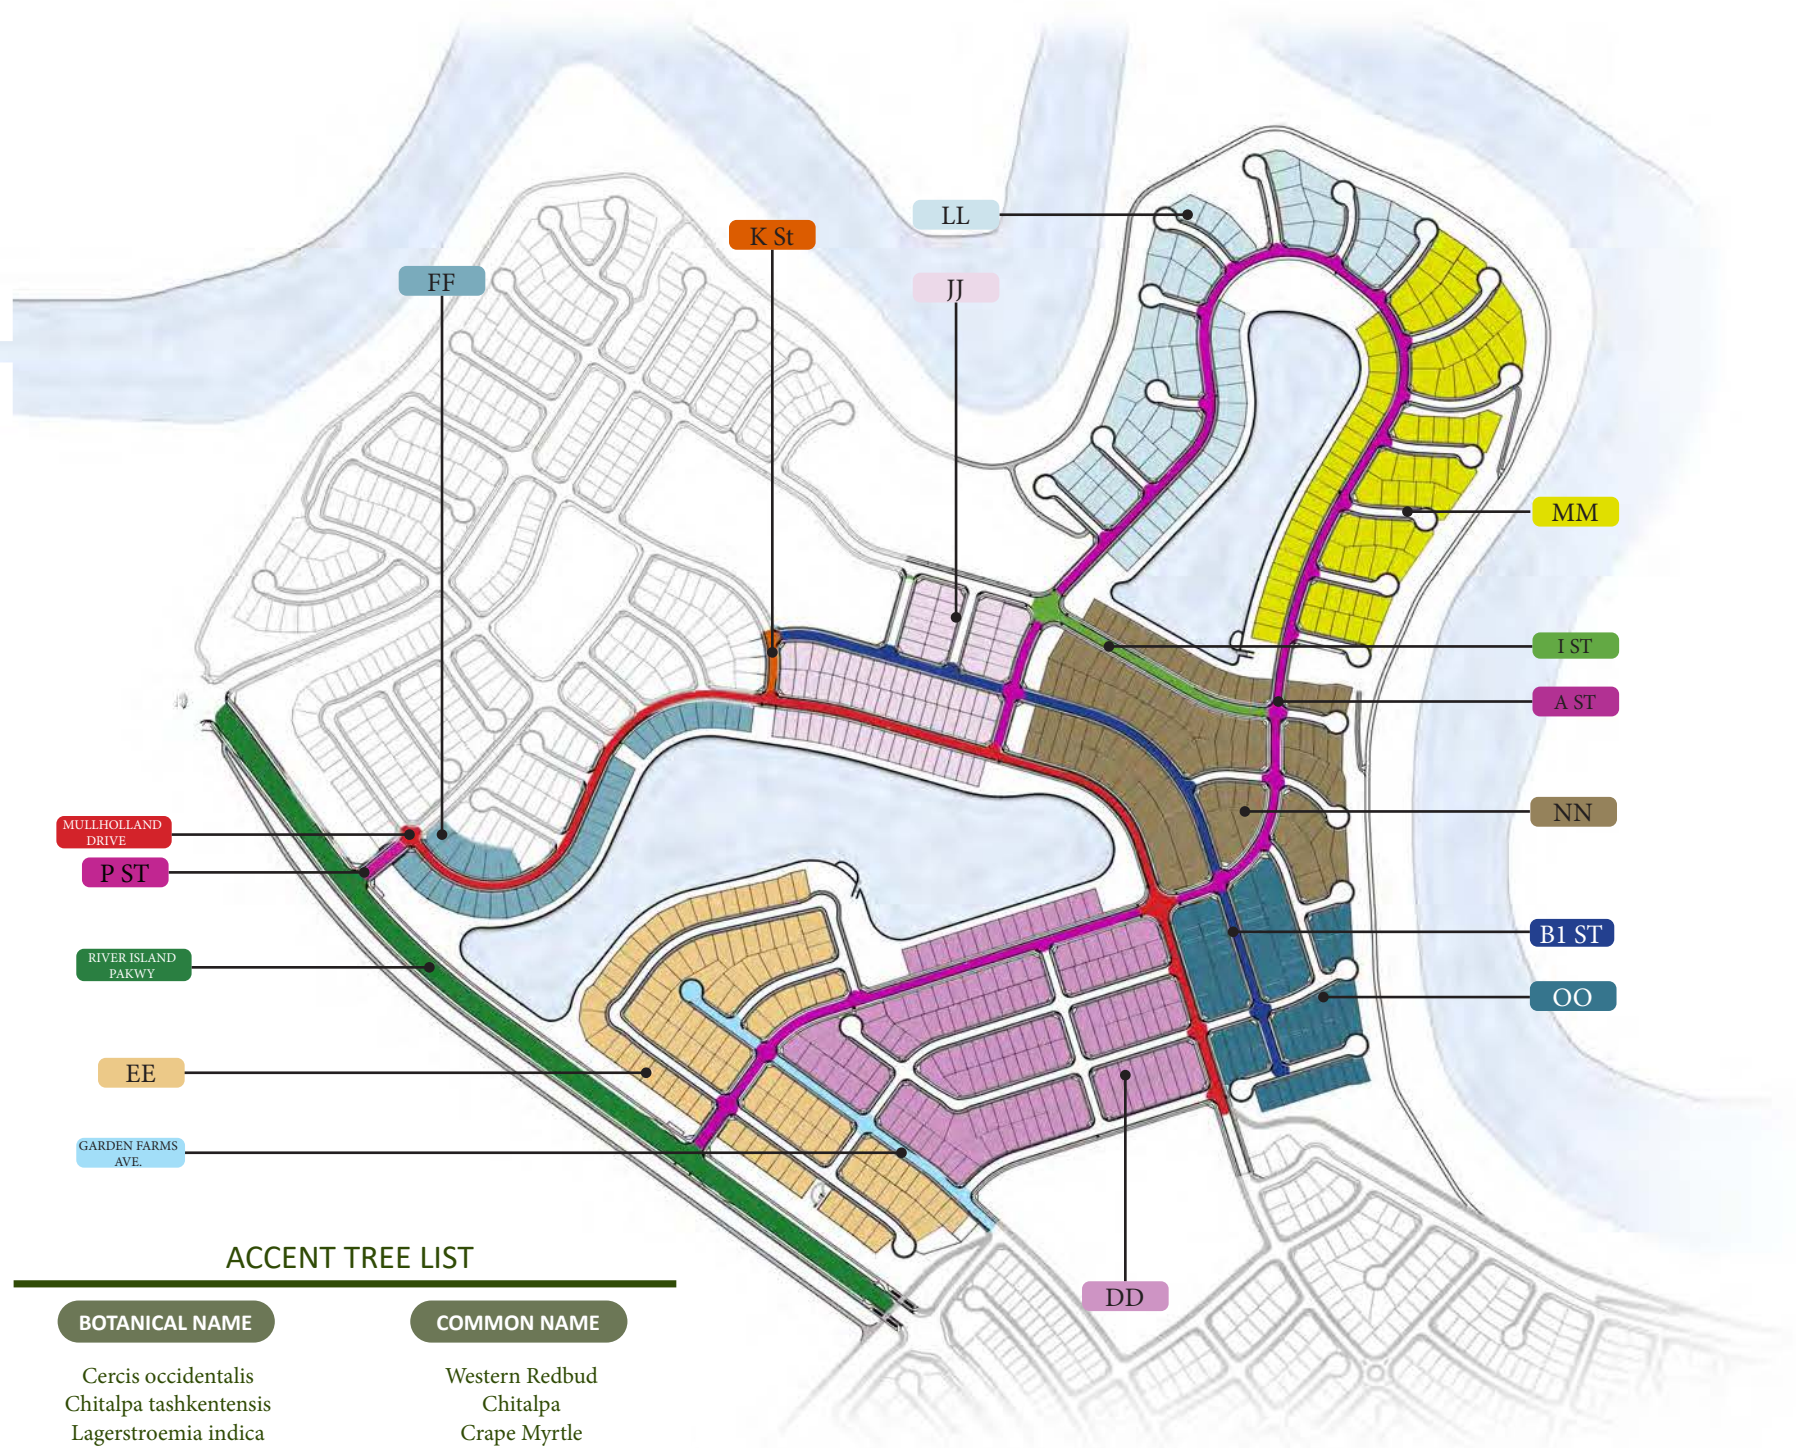 LL
K St
FF
JJ
MM
I ST
A ST
NN
MULLHOLLAND
DRIVE
P ST
B1 ST
RIVER ISLAND
PAKWY
OO
EE
GARDEN FARMS
AVE.
DD
ACCENT TREE LIST
BOTANICAL NAME
COMMON NAME
Cercis occidentalis
Western Redbud
Chitalpa tashkentensis
Chitalpa
Lagerstroemia indica
Crape Myrtle